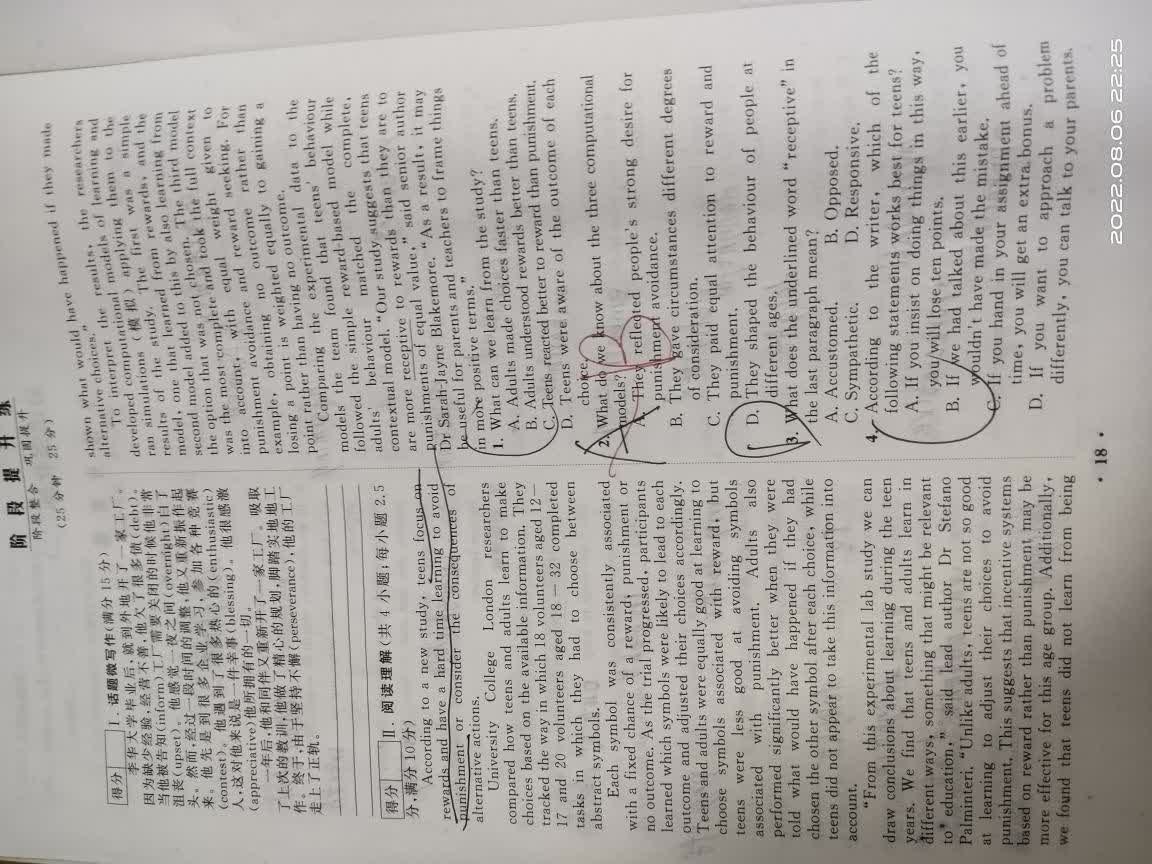 阶 段 提 升 练
阶段整合 巩固提升
(25分钟 25分)
得分
Ⅰ. 话题微写作(满分15分)
李华大学毕业后,就到外地开了一家工厂。
因为缺少经验,经营不善,他欠了很多债(debt)。
当他被告知(inform)工厂需要关闭的时候他非常
沮丧(upset)。他感觉一夜之间(overnight)白了
头。然而,经过一段时间的调整,他又重新振作起
来。他先是到很多企业学习,参加各种竞赛
(contest)。他遇到了很多热心的(enthusiastic)
人,这对他来说是一件幸事(blessing)。他很感激
(appreciative)他所拥有的一切。
一年后,他和同伴又重新开了一家工厂。吸取
了上次的教训,他做了精心的规划,脚踏实地地工
作。终于,由于坚持不懈(perseverance),他的工厂
走上了正轨。
得分
Ⅱ. 阅读理解(共4小题;每小题2.5
分,满分10分)
According to a new study, teens focus on
rewards and have a hard time learning to avoid
punishment or consider the consequences of
alternative actions.
University College London researchers
compared how teens and adults learn to make
choices based on the available information. They
tracked the way in which 18 volunteers aged 12—
17 and 20 volunteers aged 18—32 completed
tasks in which they had to choose between
abstract symbols.
Each symbol was consistently associated
with a fixed chance of a reward, punishment or
no outcome. As the trial progressed, participants
learned which symbols were likely to lead to each
outcome and adjusted their choices accordingly.
Teens and adults were equally good at learning to
choose symbols associated with reward, but
teens were less good at avoiding symbols
associated with punishment. Adults also
performed significantly better when they were
told what would have happened if they had
chosen the other symbol after each choice, while
teens did not appear to take this information into
account.
"From this experimental lab study we can
draw conclusions about learning during the teen
years. We find that teens and adults learn in
different ways, something that might be relevant
to education," said lead author Dr Stefano
Palminteri. "Unlike adults, teens are not so good
at learning to adjust their choices to avoid
punishment. This suggests that incentive systems
based on reward rather than punishment may be
more effective for this age group. Additionally,
we found that teens did not learn from being
shown what would have happened if they made
alternative choices."
To interpret the results, the researchers
developed computational models of learning and
ran simulations (模拟) applying them to the
results of the study. The first was a simple
model, one that learned from rewards, and the
second model added to this by also learning from
the option that was not chosen. The third model
was the most complete and took the full context
into account, with equal weight given to
punishment avoidance and reward seeking. For
example, obtaining no outcome rather than
losing a point is weighted equally to gaining a
point rather than having no outcome.
Comparing the experimental data to the
models, the team found that teens' behaviour
followed the simple reward-based model while
adults' behaviour matched the complete,
contextual model. "Our study suggests that teens
are more receptive to rewards than they are to
punishments of equal value," said senior author
Dr Sarah-Jayne Blakemore. "As a result, it may
be useful for parents and teachers to frame things
in more positive terms."
1. What can we learn from the study?
A. Adults made choices faster than teens.
B. Adults understood rewards better than teens.
C. Teens reacted better to reward than punishment.
D. Teens were aware of the outcome of each
choice.
2. What do we know about the three computational
models?
A. They reflected people's strong desire for
punishment avoidance.
B. They gave circumstances different degrees
of consideration.
C. They paid equal attention to reward and
punishment.
D. They shaped the behaviour of people at
different ages.
3. What does the underlined word "receptive" in
the last paragraph mean?
A. Accustomed. B. Opposed.
C. Sympathetic. D. Responsive.
4. According to the writer, which of the
following statements works best for teens?
A. If you insist on doing things in this way,
you will lose ten points.
B. If we had talked about this earlier, you
wouldn't have made the mistake.
C. If you hand in your assignment ahead of
time, you will get an extra bonus.
D. If you want to approach a problem
differently, you can talk to your parents.
B
• 18 •
2022.08.06 22:25